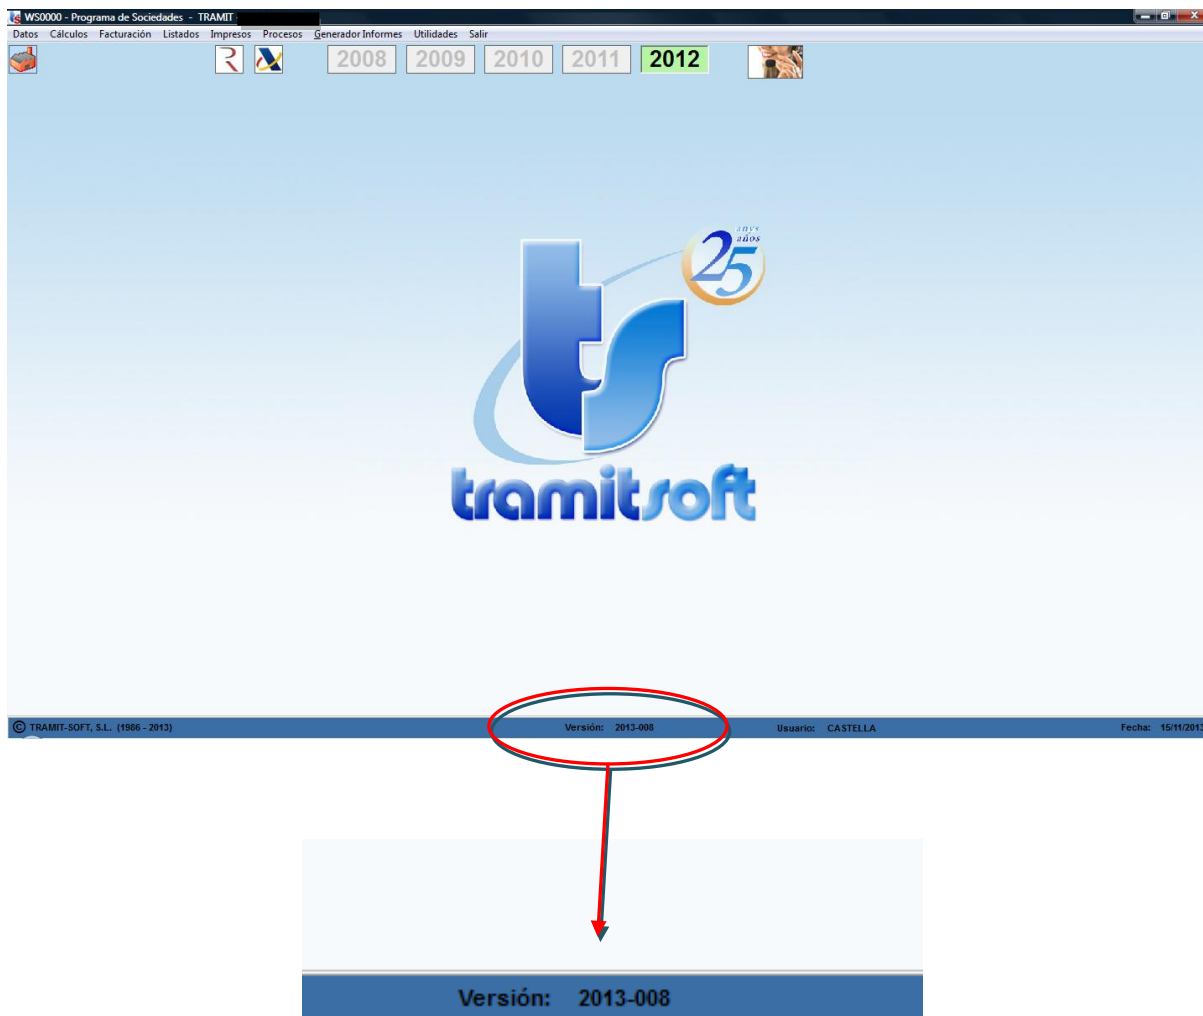 WS0000 - Programa de Sociedades - TRAMIT
Datos Cálculos Facturación Listados Impresos Procesos Generador Informes Utilidades Salir
2008 2009 2010 2011 2012
anys
años
25
ts
tramitsoft
© TRAMIT-SOFT, S.L. (1986 - 2013) Versión: 2013-008 Usuario: CASTELLA Fecha: 15/11/2013
Versión: 2013-008